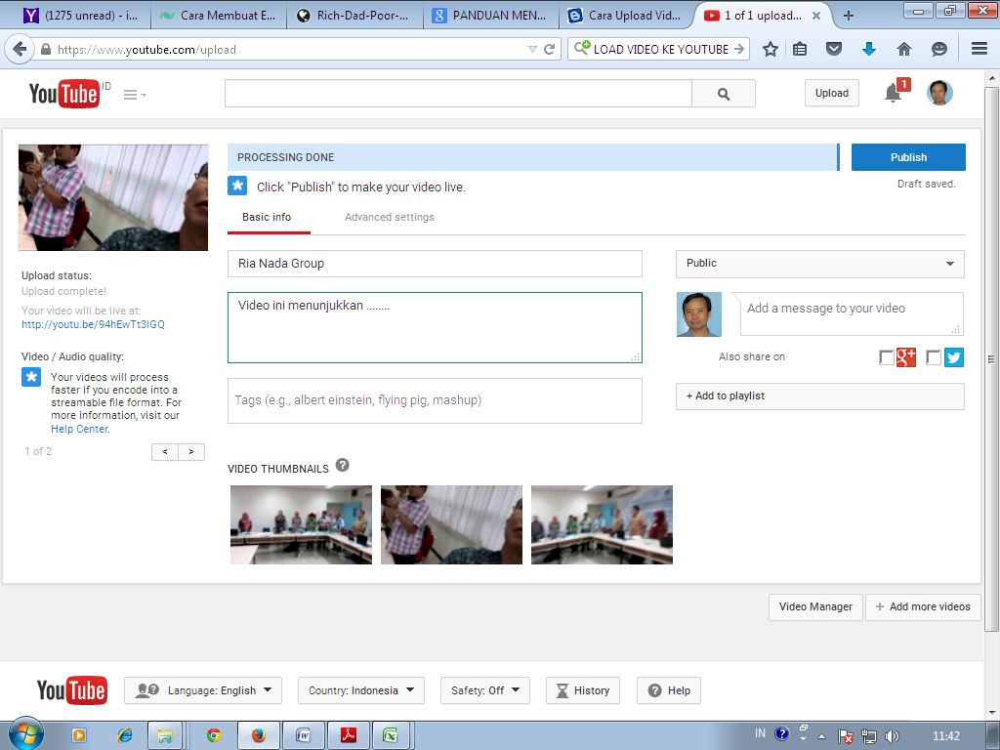 (1275 unread) - i...
Cara Membuat E...
Rich-Dad-Poor-...
PANDUAN MEN...
Cara Upload Vid...
1 of 1 upload...
https://www.youtube.com/upload
LOAD VIDEO KE YOUTUBE
YouTube ID
Upload
1
PROCESSING DONE
Publish
Click "Publish" to make your video live.
Draft saved.
Basic info
Advanced settings
Upload status:
Upload complete!
Your video will be live at:
http://youtu.be/94hEwTt3IGQ
Video / Audio quality:
Your videos will process
faster if you encode into a
streamable file format. For
more information, visit our
Help Center.
1 of 2
< >
Ria Nada Group
Video ini menunjukkan ........
Tags (e.g., albert einstein, flying pig, mashup)
Public
Add a message to your video
Also share on
g+
+ Add to playlist
VIDEO THUMBNAILS ?
Video Manager
+ Add more videos
YouTube
Language: English
Country: Indonesia
Safety: Off
History
? Help
IN
?
11:42